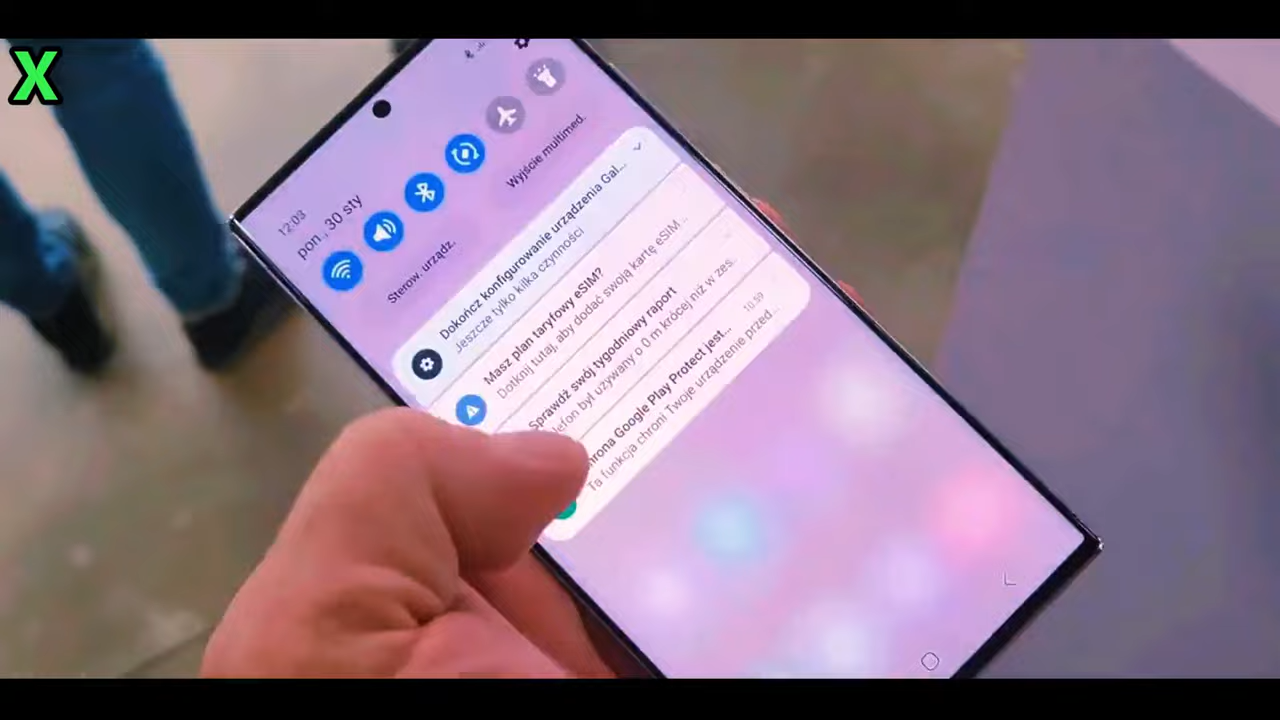 X
12:03
pon., 30 sty
Sterow. urządz.
Wyjście multimed.
Dokończ konfigurowanie urządzenia Gal...
Jeszcze tylko kilka czynności
Masz plan taryfowy eSIM?
Dotknij tutaj, aby dodać swoją kartę eSIM...
Sprawdź swój tygodniowy raport
lefon był używany o 0 m krócej niż w zes...
hrona Google Play Protect jest... 10:59
Ta funkcja chroni Twoje urządzenie przed...